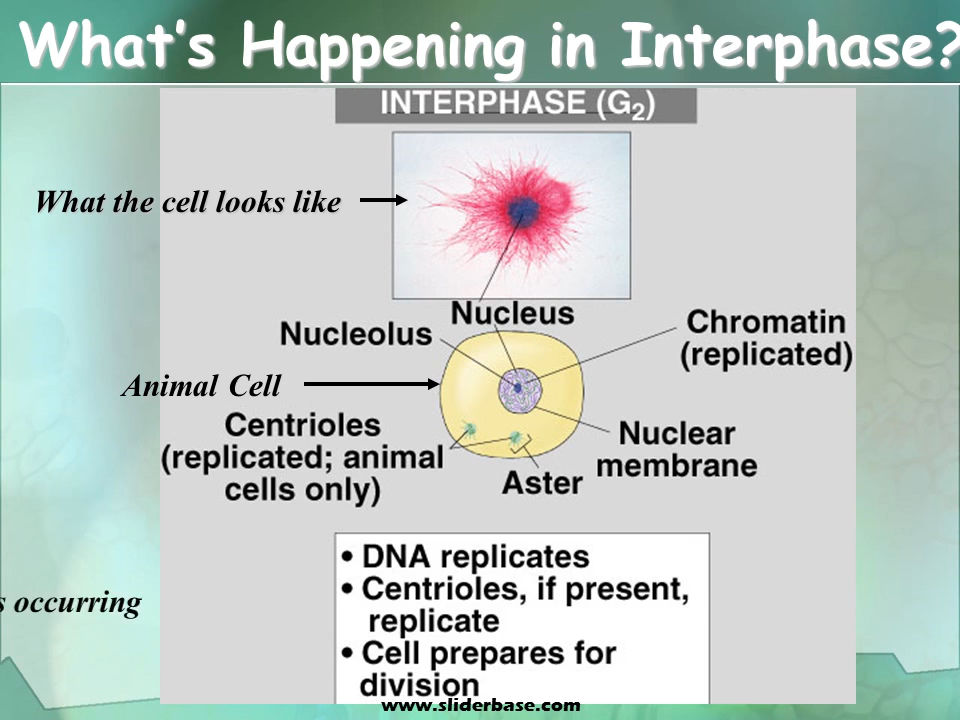 What's Happening in Interphase?
INTERPHASE (G2)
What the cell looks like
Nucleus
Nucleolus
Chromatin
(replicated)
Animal Cell
Centrioles
(replicated; animal
cells only)
Nuclear
membrane
Aster
• DNA replicates
• Centrioles, if present,
replicate
• Cell prepares for
division
s occurring
www.sliderbase.com